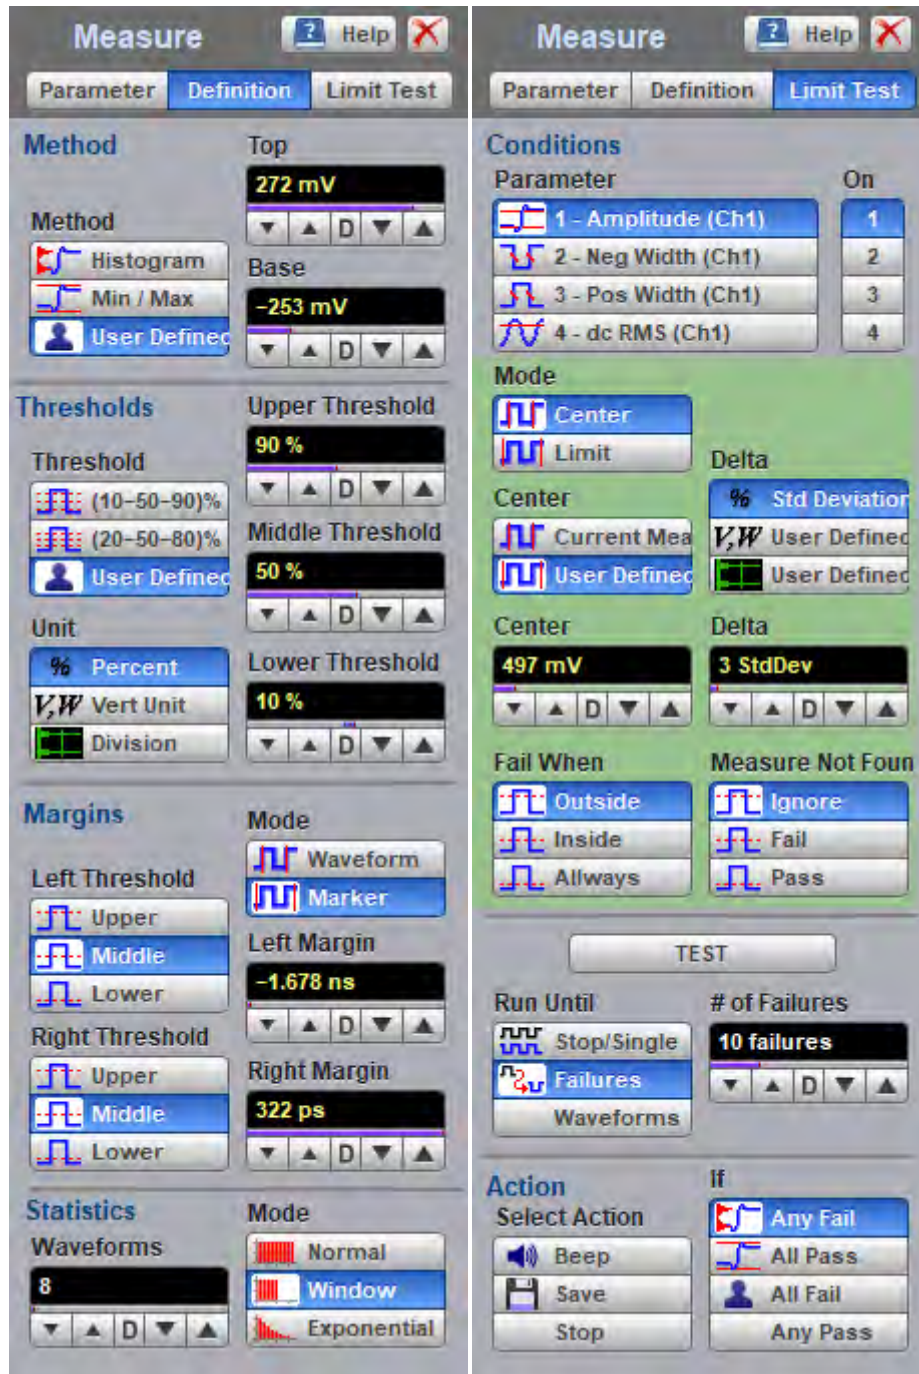 Measure
Help
Parameter Definition Limit Test
Method
Top
272 mV
D
Method
Histogram
Min / Max
User Defined
Base
−253 mV
D
Thresholds
Upper Threshold
90 %
D
Threshold
(10−50−90)%
(20−50−80)%
User Defined
Middle Threshold
50 %
D
Unit
% Percent
V,W Vert Unit
Division
Lower Threshold
10 %
D
Margins
Mode
Waveform
Marker
Left Threshold
Upper
Middle
Lower
Left Margin
−1.678 ns
D
Right Threshold
Upper
Middle
Lower
Right Margin
322 ps
D
Statistics
Waveforms
8
D
Mode
Normal
Window
Exponential
Measure
Help
Parameter Definition Limit Test
Conditions
Parameter
On
1 - Amplitude (Ch1) 1
2 - Neg Width (Ch1) 2
3 - Pos Width (Ch1) 3
4 - dc RMS (Ch1) 4
Mode
Center
Limit
Delta
% Std Deviation
V,W User Defined
User Defined
Center
Current Mea
User Defined
Center
497 mV
D
Delta
3 StdDev
D
Fail When
Outside
Inside
Allways
Measure Not Foun
Ignore
Fail
Pass
TEST
Run Until
Stop/Single
Failures
Waveforms
# of Failures
10 failures
D
Action
Select Action
Beep
Save
Stop
If
Any Fail
All Pass
All Fail
Any Pass